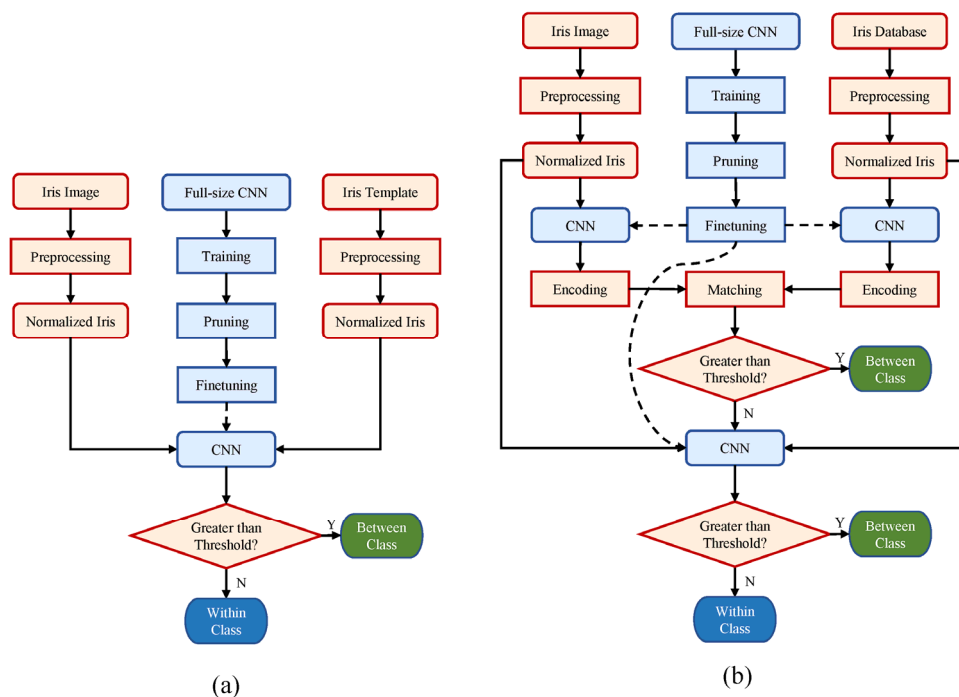 Iris Image
Full-size CNN
Iris Template
Preprocessing
Training
Preprocessing
Normalized Iris
Pruning
Normalized Iris
Finetuning
CNN
Greater than
Threshold?
Y
Between
Class
N
Within
Class
(a)
Iris Image
Full-size CNN
Iris Database
Preprocessing
Training
Preprocessing
Normalized Iris
Pruning
Normalized Iris
CNN
Finetuning
CNN
Encoding
Matching
Encoding
Greater than
Threshold?
Y
Between
Class
N
CNN
Greater than
Threshold?
Y
Between
Class
N
Within
Class
(b)